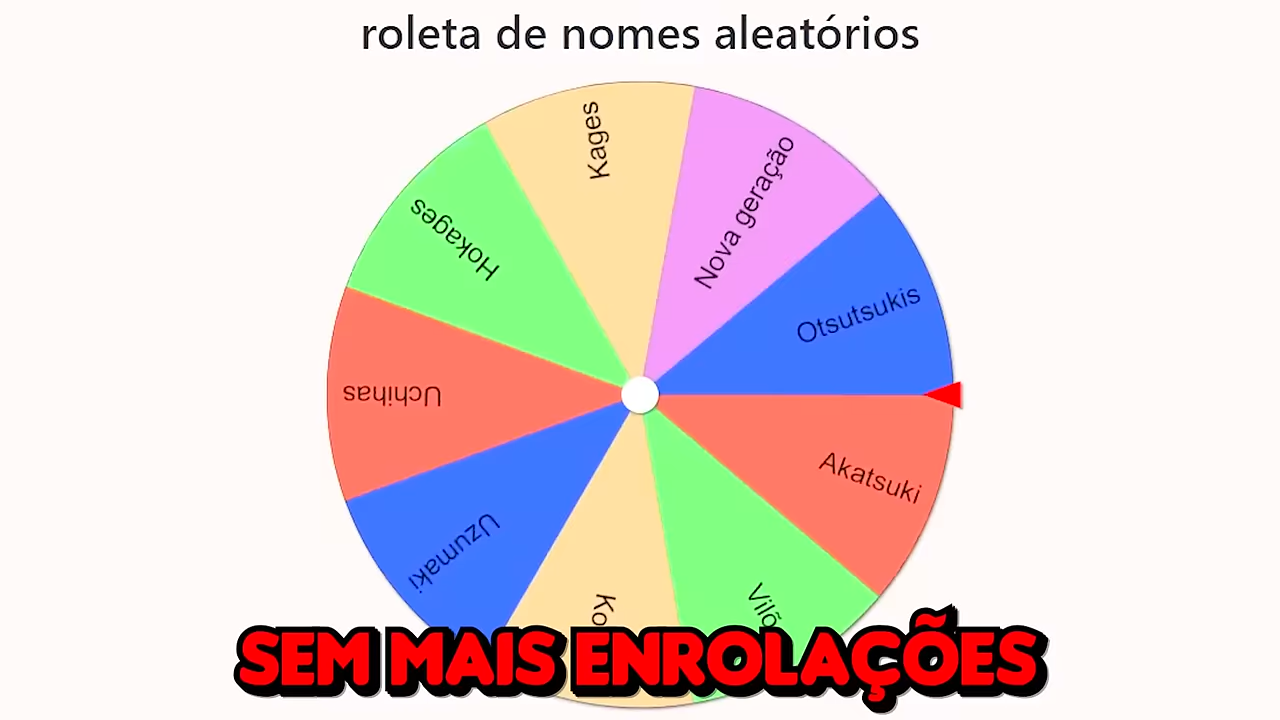 roleta de nomes aleatórios
Kages
Nova geração
Otsutsukis
Akatsuki
Uzumaki
Uchihas
Hokages
SEM MAIS ENROLAÇÕES